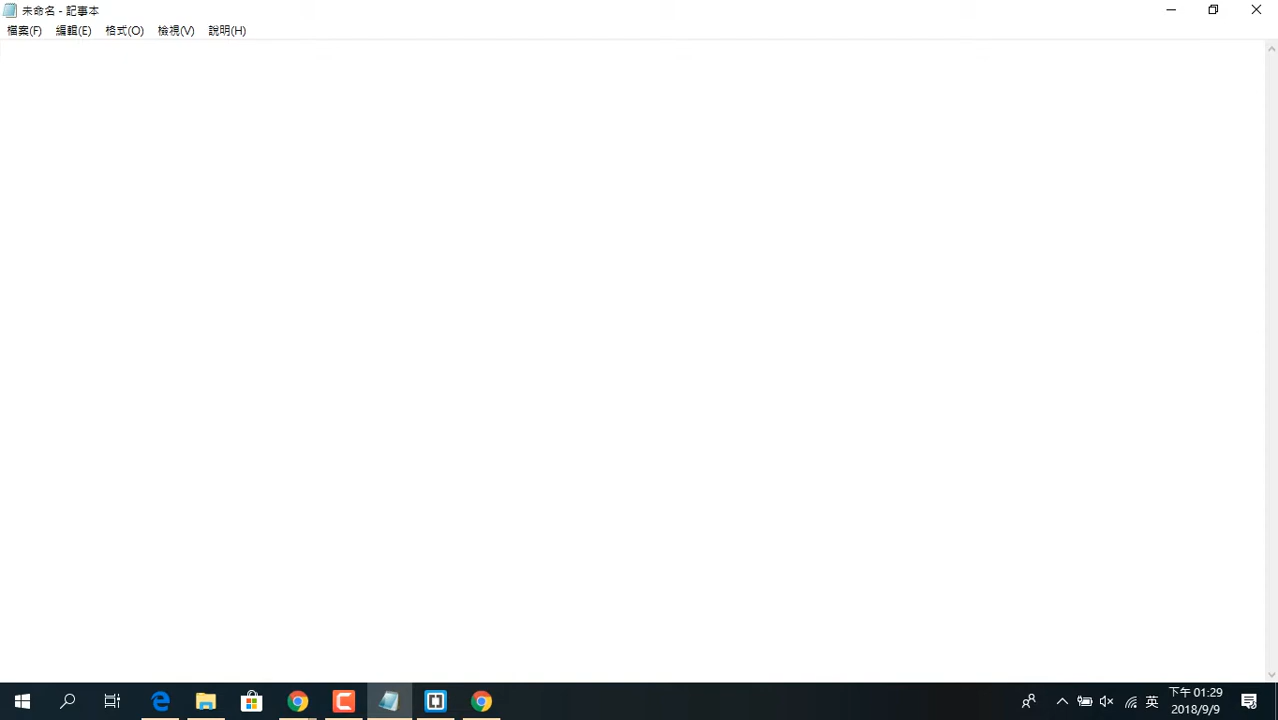 未命名 - 記事本
檔案(F) 編輯(E) 格式(O) 檢視(V) 說明(H)
英
下午 01:29
2018/9/9